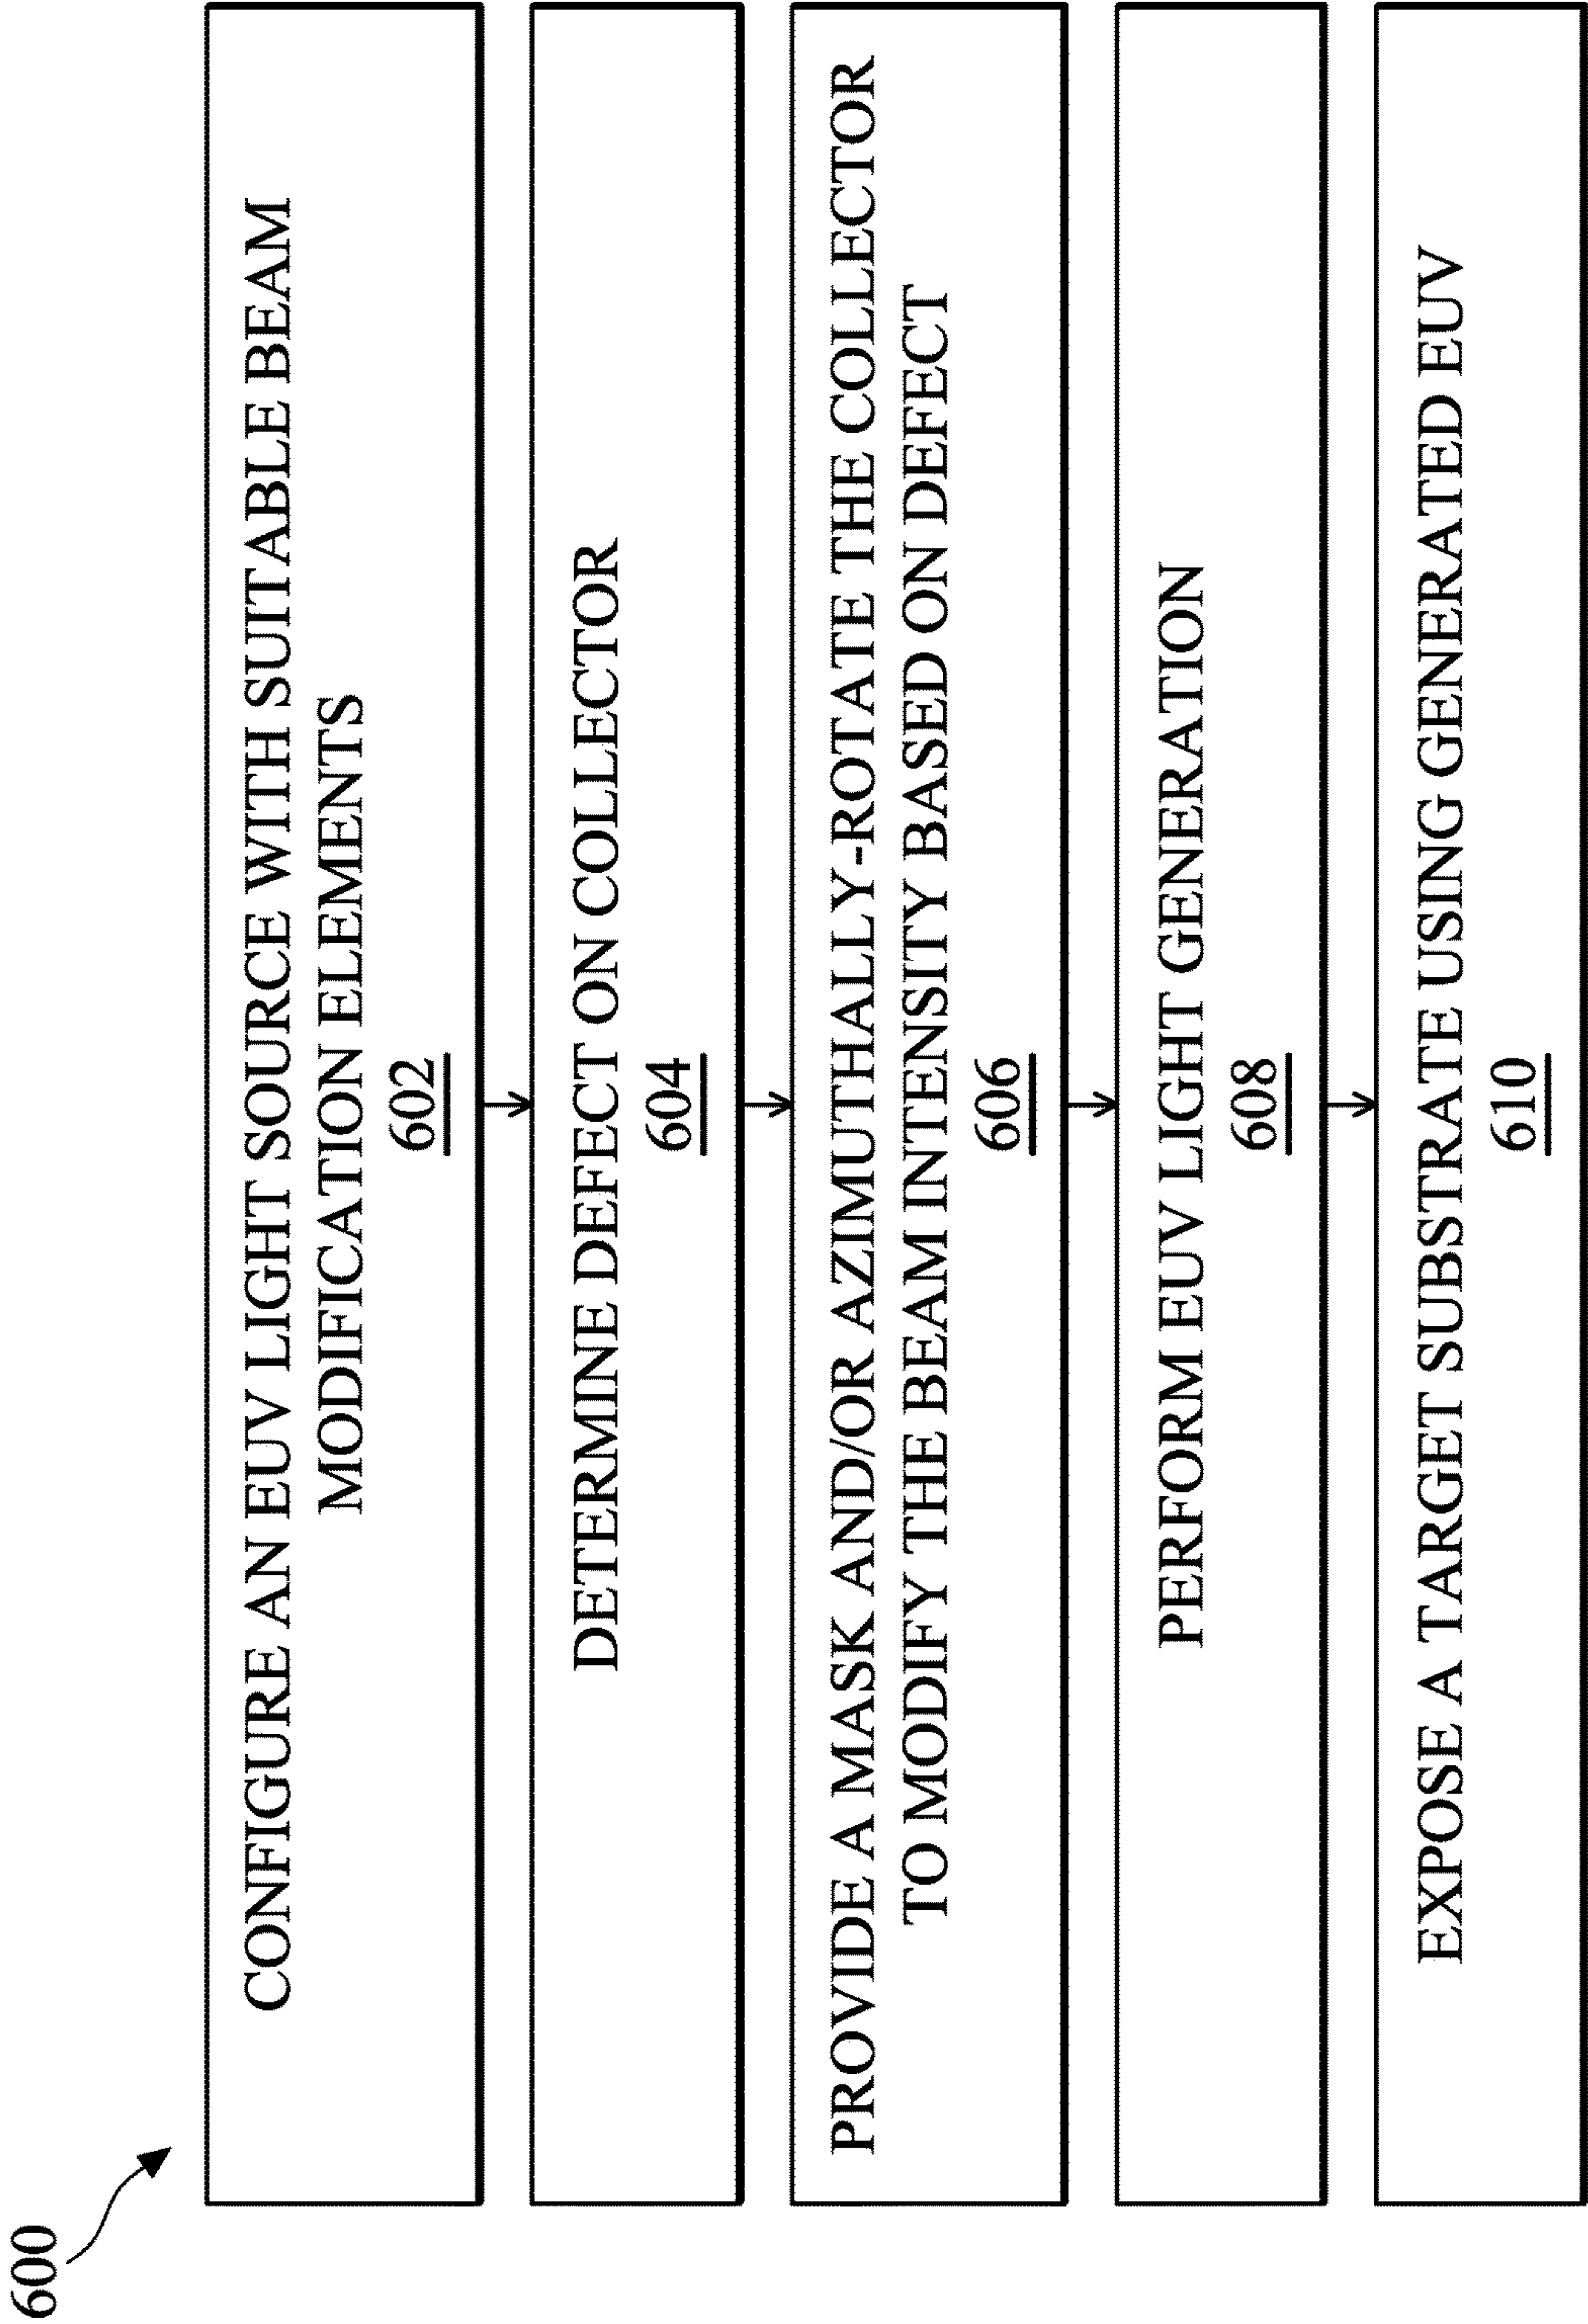 600
CONFIGURE AN EUV LIGHT SOURCE WITH SUITABLE BEAM
MODIFICATION ELEMENTS
602
DETERMINE DEFECT ON COLLECTOR
604
PROVIDE A MASK AND/OR AZIMUTHALLY-ROTATE THE COLLECTOR
TO MODIFY THE BEAM INTENSITY BASED ON DEFECT
606
PERFORM EUV LIGHT GENERATION
608
EXPOSE A TARGET SUBSTRATE USING GENERATED EUV
610